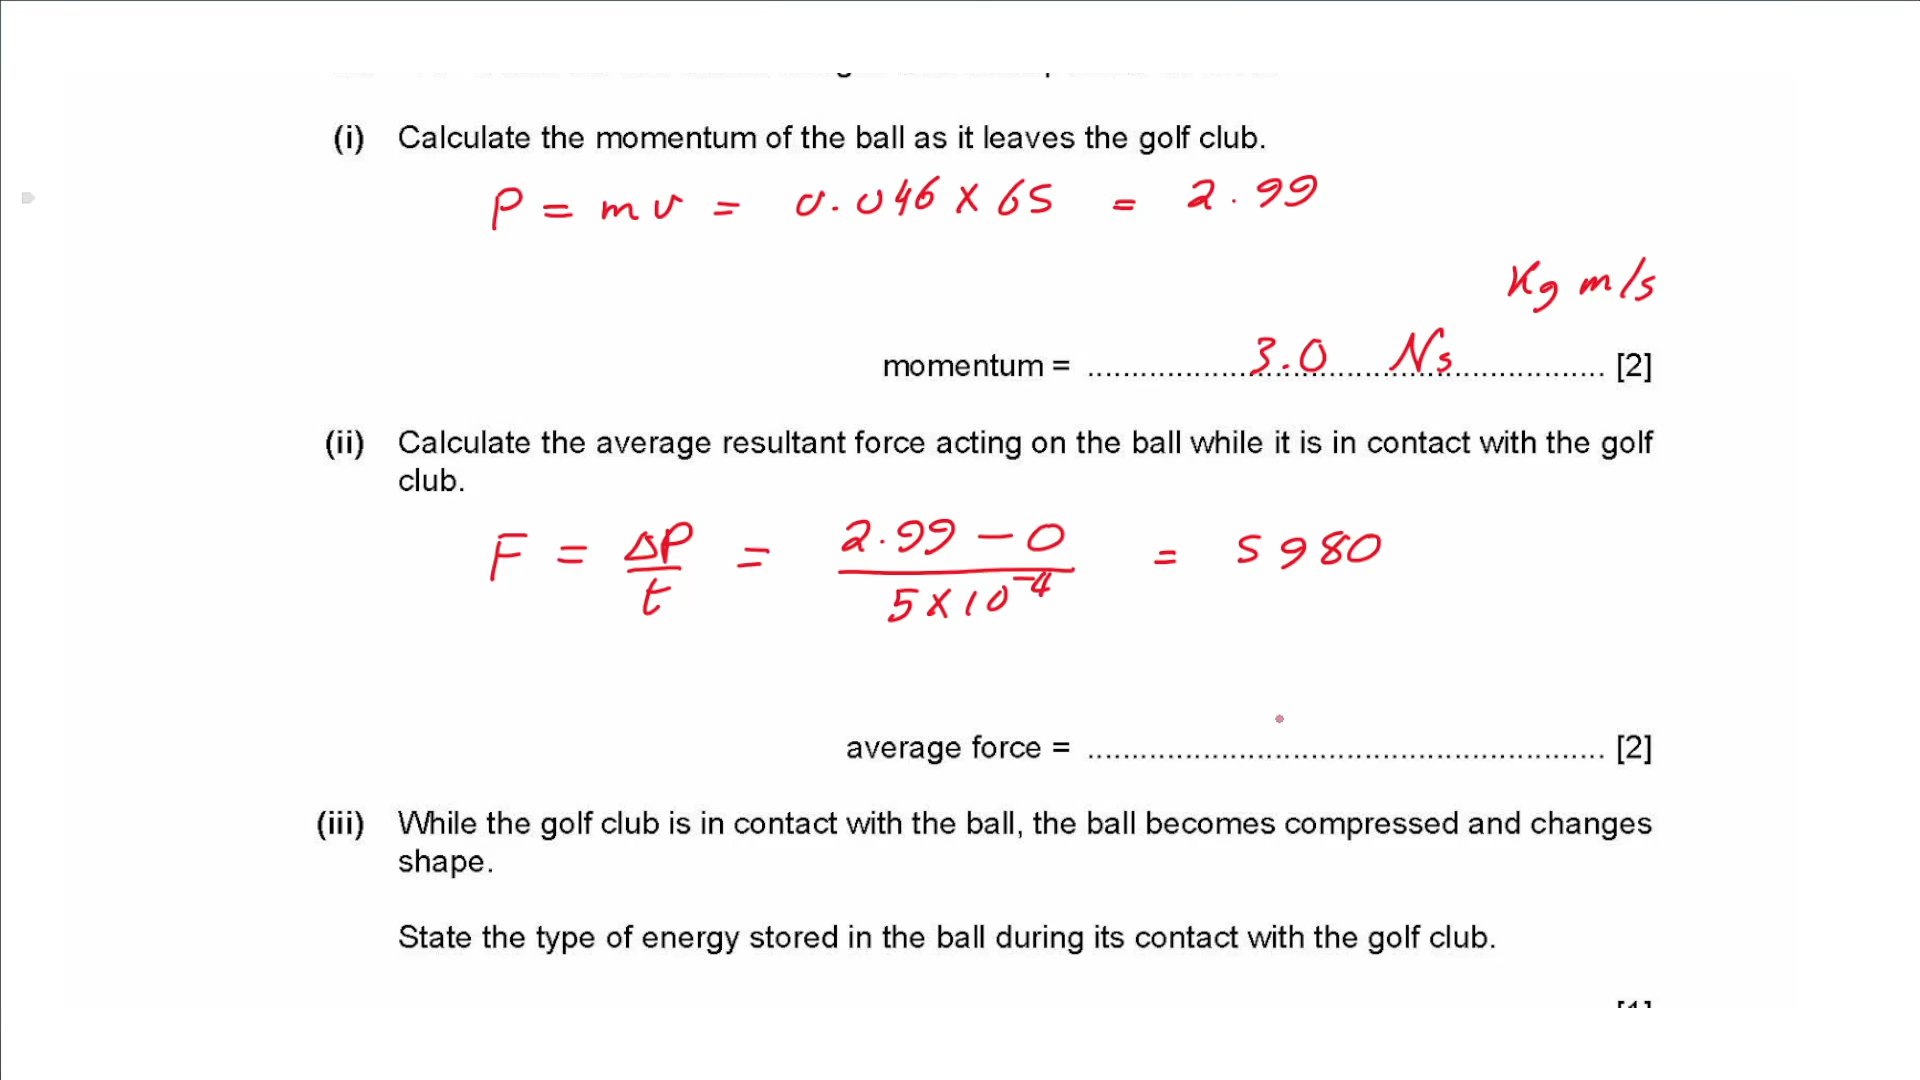 (i) Calculate the momentum of the ball as it leaves the golf club.
P = mv = 0.046 × 65 = 2.99
Kg m/s
momentum = ....................3.0 Ns.................... [2]
(ii) Calculate the average resultant force acting on the ball while it is in contact with the golf
club.
F = ΔP/t = (2.99 – 0)/(5 × 10⁻⁴) = 5980
average force = ............................................................ [2]
(iii) While the golf club is in contact with the ball, the ball becomes compressed and changes
shape.
State the type of energy stored in the ball during its contact with the golf club.